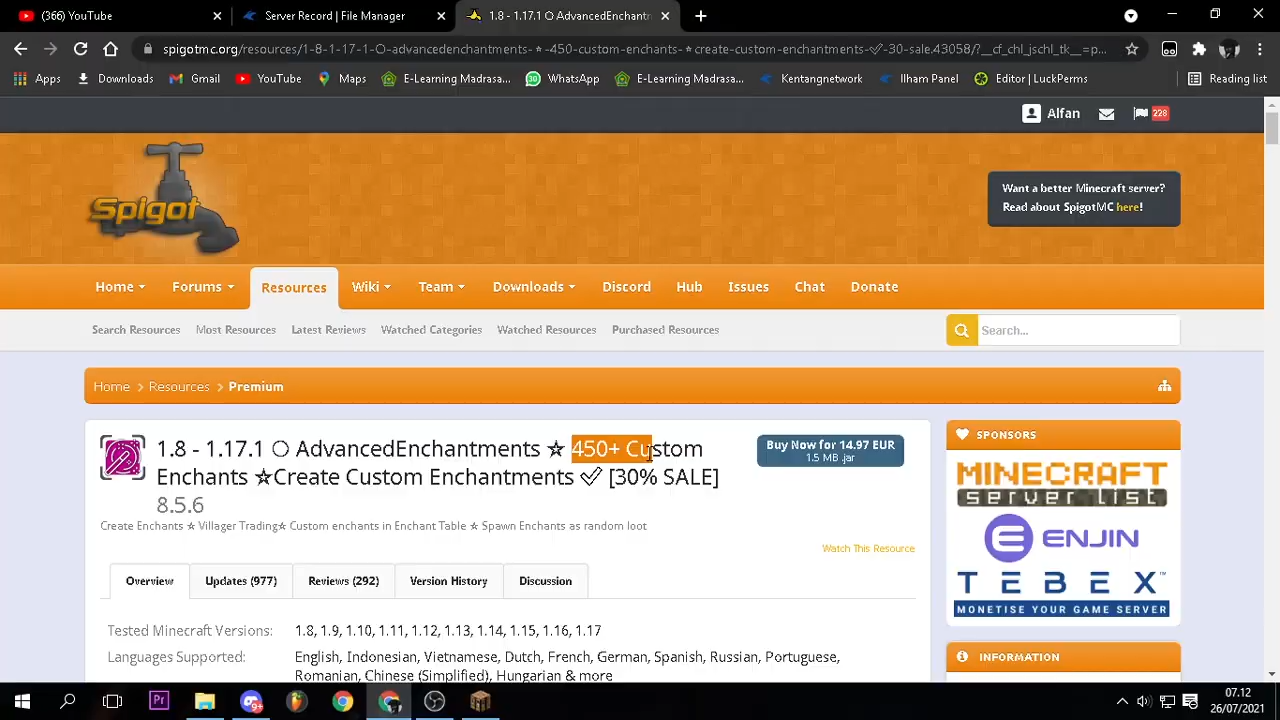 (366) YouTube
Server Record | File Manager
1.8 - 1.17.1 ⭘ AdvancedEnchantm
spigotmc.org/resources/1-8-1-17-1-⭘-advancedenchantments-⭐-450-custom-enchants-⭐create-custom-enchantments-✅-30-sale.43058/?__cf_chl_jschl_tk__=p...
Apps
Downloads
Gmail
YouTube
Maps
E-Learning Madrasa...
WhatsApp
E-Learning Madrasa...
Kentangnetwork
Ilham Panel
Editor | LuckPerms
Reading list
Alfan
228
Spigot
Want a better Minecraft server?
Read about SpigotMC here!
Home
Forums
Resources
Wiki
Team
Downloads
Discord
Hub
Issues
Chat
Donate
Search Resources
Most Resources
Latest Reviews
Watched Categories
Watched Resources
Purchased Resources
Search...
Home > Resources > Premium
1.8 - 1.17.1 ⭘ AdvancedEnchantments ⭐ 450+ Custom
Enchants ⭐Create Custom Enchantments ✅ [30% SALE]
8.5.6
Create Enchants ⭐ Villager Trading⭐ Custom enchants in Enchant Table ⭐ Spawn Enchants as random loot
Buy Now for 14.97 EUR
1.5 MB .jar
Watch This Resource
Overview
Updates (977)
Reviews (292)
Version History
Discussion
Tested Minecraft Versions: 1.8, 1.9, 1.10, 1.11, 1.12, 1.13, 1.14, 1.15, 1.16, 1.17
Languages Supported: English, Indonesian, Vietnamese, Dutch, French, German, Spanish, Russian, Portuguese,
Romanian, Chinese (Simplified), Hungarian & more
SPONSORS
MINECRAFT
server list
ENJIN
TEBEX™
MONETISE YOUR GAME SERVER
INFORMATION
Pr
07.12
26/07/2021